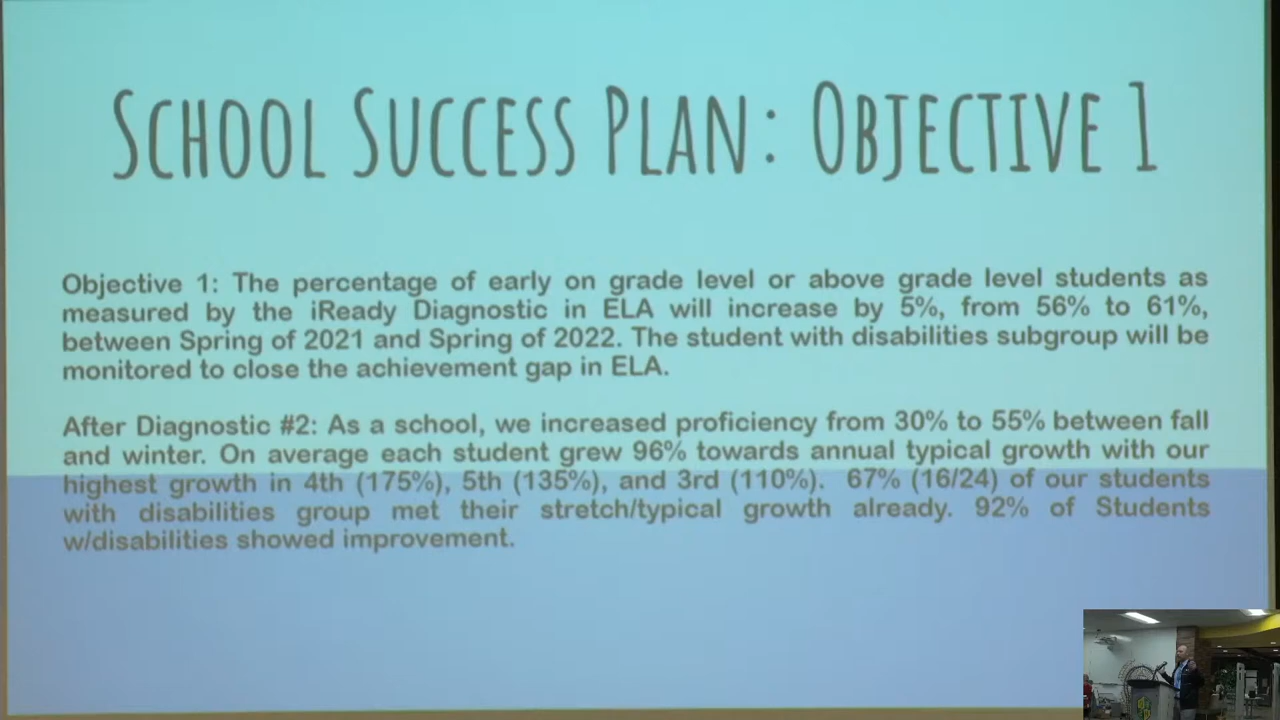 School Success Plan: Objective 1
Objective 1: The percentage of early on grade level or above grade level students as
measured by the iReady Diagnostic in ELA will increase by 5%, from 56% to 61%,
between Spring of 2021 and Spring of 2022. The student with disabilities subgroup will be
monitored to close the achievement gap in ELA.
After Diagnostic #2: As a school, we increased proficiency from 30% to 55% between fall
and winter. On average each student grew 96% towards annual typical growth with our
highest growth in 4th (175%), 5th (135%), and 3rd (110%). 67% (16/24) of our students
with disabilities group met their stretch/typical growth already. 92% of Students
w/disabilities showed improvement.